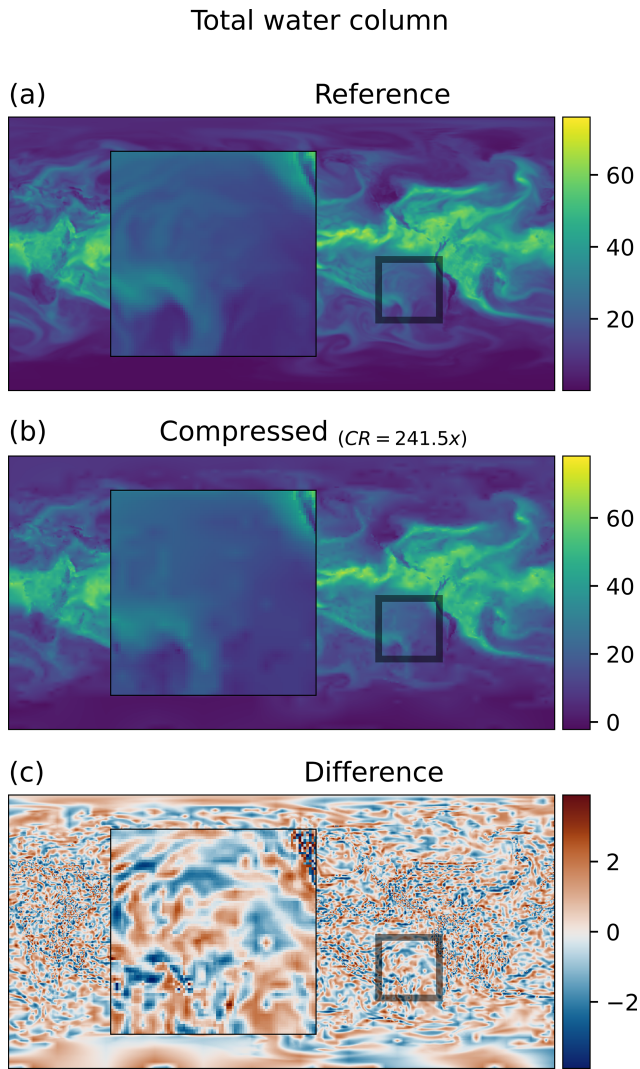 Total water column
(a) Reference
60
40
20
(b) Compressed (CR = 241.5x)
60
40
20
0
(c) Difference
2
0
−2